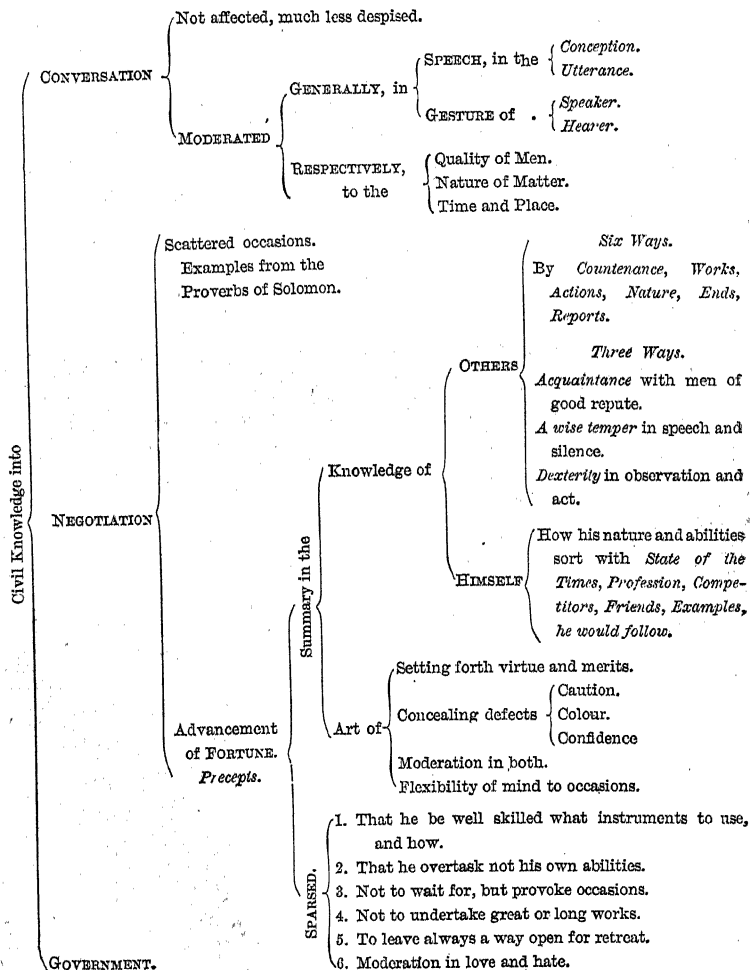 Civil Knowledge into
CONVERSATION
Not affected, much less despised.
MODERATED
GENERALLY, in
SPEECH, in the
Conception.
Utterance.
GESTURE of .
Speaker.
Hearer.
RESPECTIVELY,
to the
Quality of Men.
Nature of Matter.
Time and Place.
NEGOTIATION
Scattered occasions.
Examples from the
Proverbs of Solomon.
Advancement
of FORTUNE.
Precepts.
Summary in the
Knowledge of
OTHERS
Six Ways.
By Countenance, Works,
Actions, Nature, Ends,
Reports.
Three Ways.
Acquaintance with men of
good repute.
A wise temper in speech and
silence.
Dexterity in observation and
act.
HIMSELF
How his nature and abilities
sort with State of the
Times, Profession, Compe-
titors, Friends, Examples,
he would follow.
Art of
Setting forth virtue and merits.
Concealing defects
Caution.
Colour.
Confidence
Moderation in both.
Flexibility of mind to occasions.
SPARSED.
1. That he be well skilled what instruments to use,
and how.
2. That he overtask not his own abilities.
3. Not to wait for, but provoke occasions.
4. Not to undertake great or long works.
5. To leave always a way open for retreat.
6. Moderation in love and hate.
GOVERNMENT.